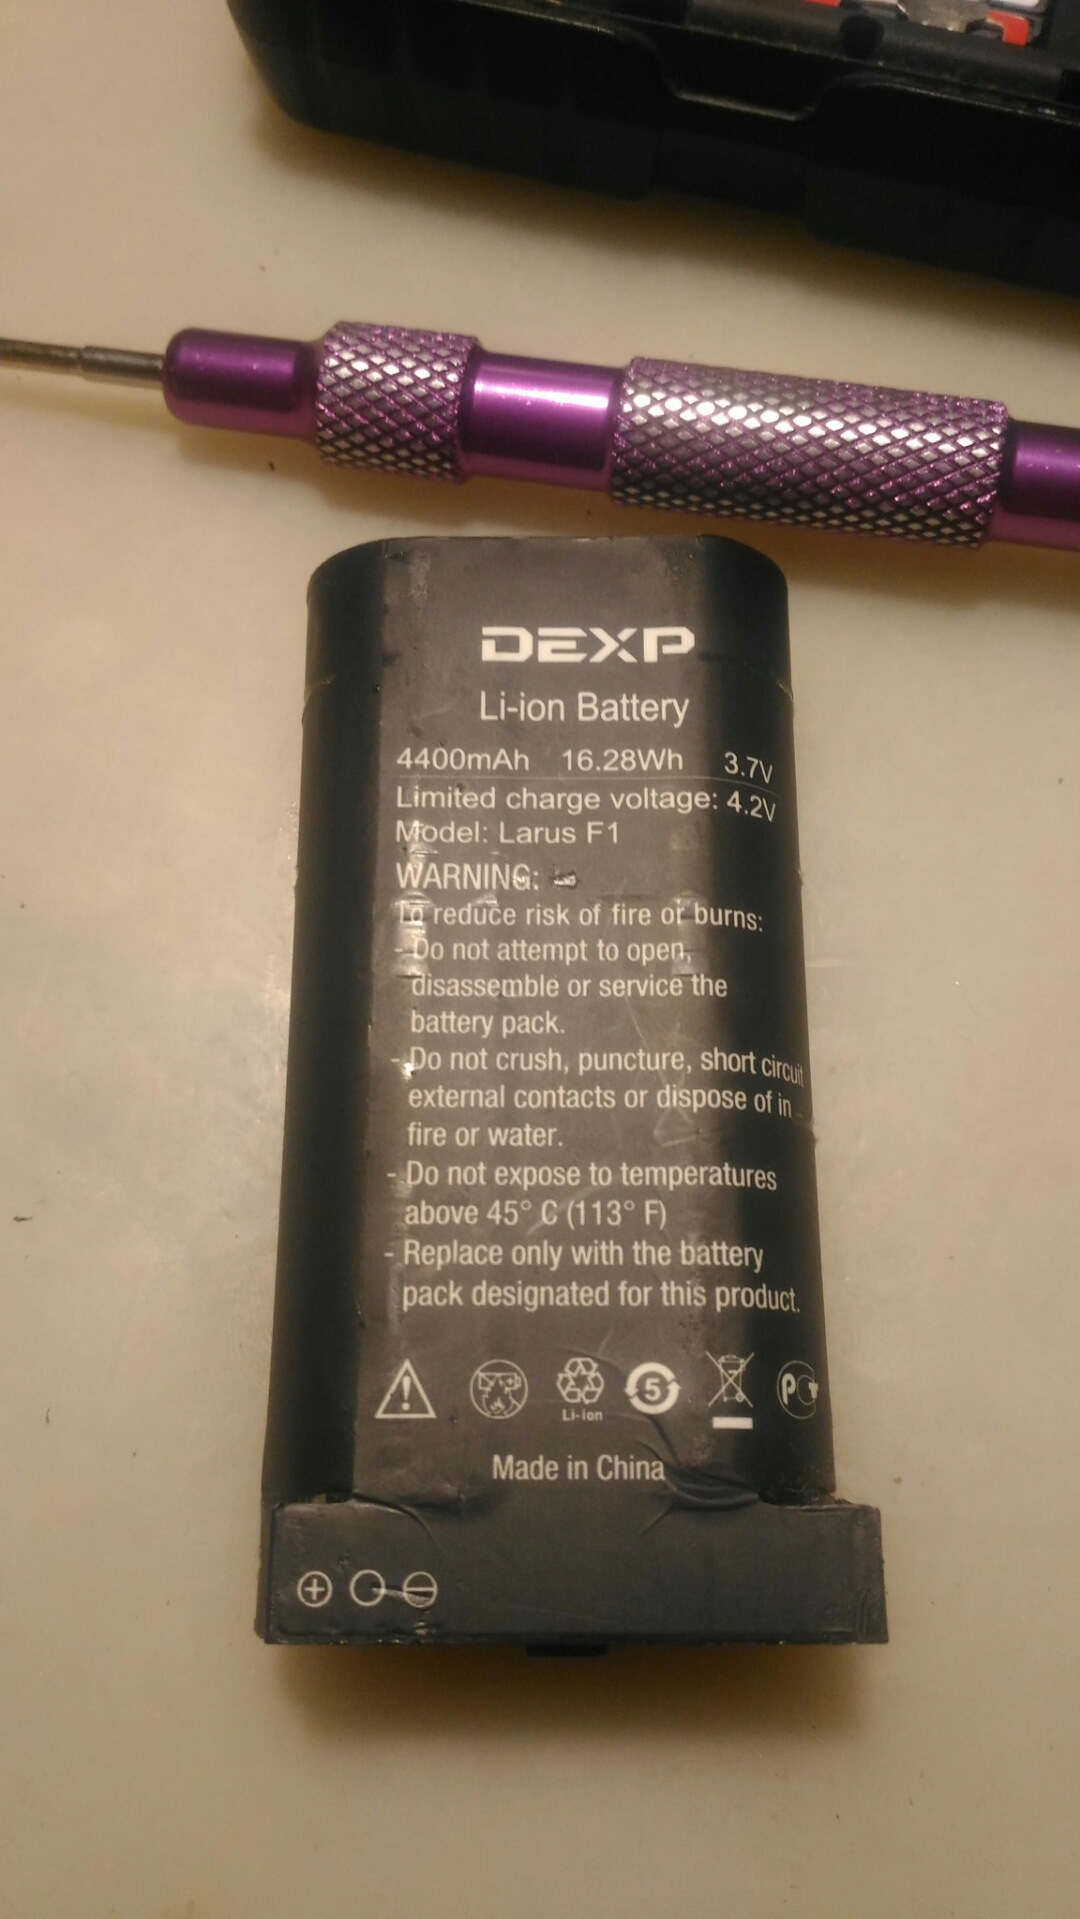 DEXP
Li-ion Battery
4400mAh 16.28Wh 3.7V
Limited charge voltage: 4.2V
Model: Larus F1
WARNING:
To reduce risk of fire or burns:
- Do not attempt to open,
disassemble or service the
battery pack.
- Do not crush, puncture, short circuit
external contacts or dispose of in
fire or water.
- Do not expose to temperatures
above 45° C (113° F)
- Replace only with the battery
pack designated for this product.
Li-ion
5
Made in China
+ −